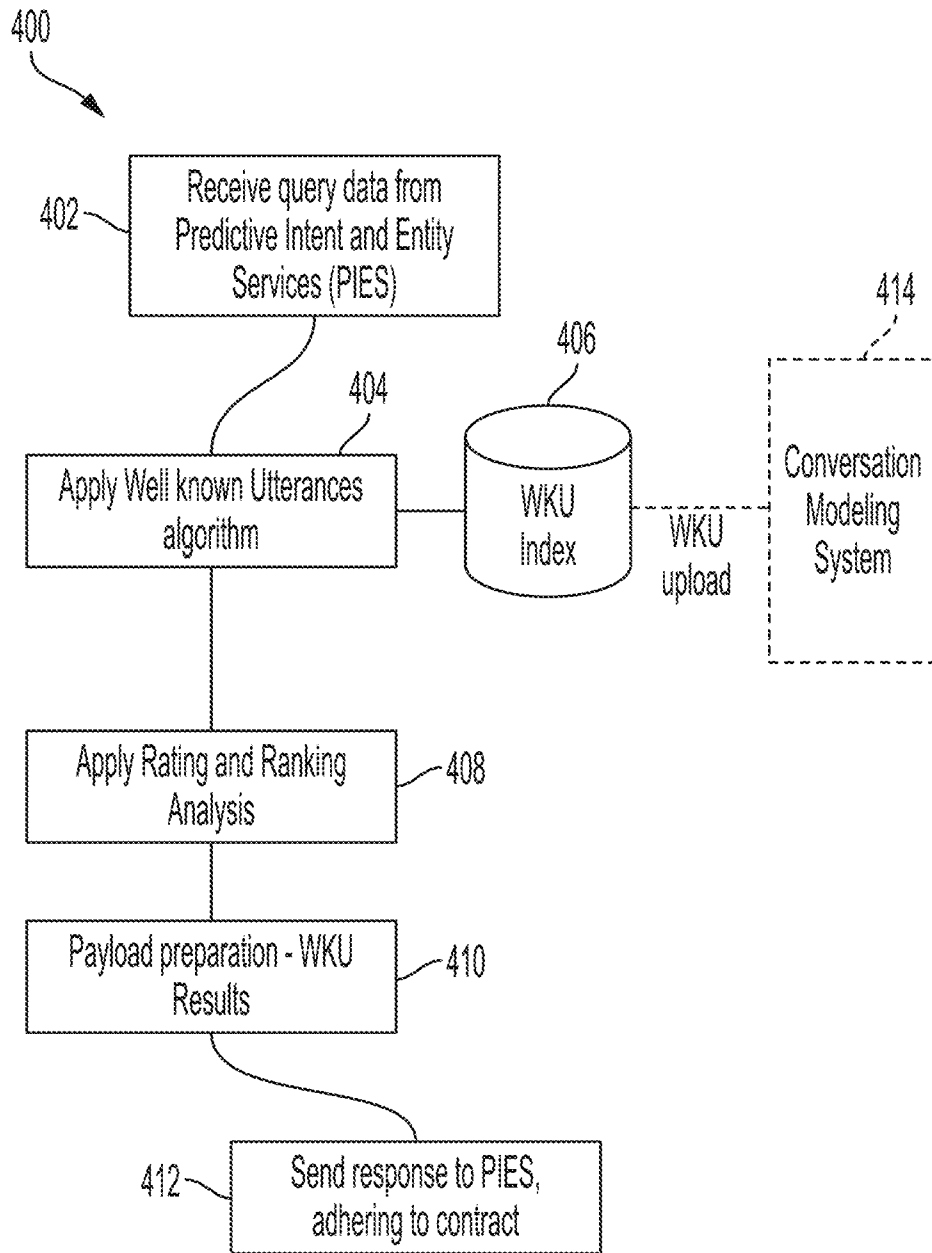 400
Receive query data from
Predictive Intent and Entity
Services (PIES)
402
414
406
404
Apply Well known Utterances
algorithm
WKU
Index
WKU
upload
Conversation
Modeling
System
Apply Rating and Ranking
Analysis
408
Payload preparation - WKU
Results
410
412
Send response to PIES,
adhering to contract